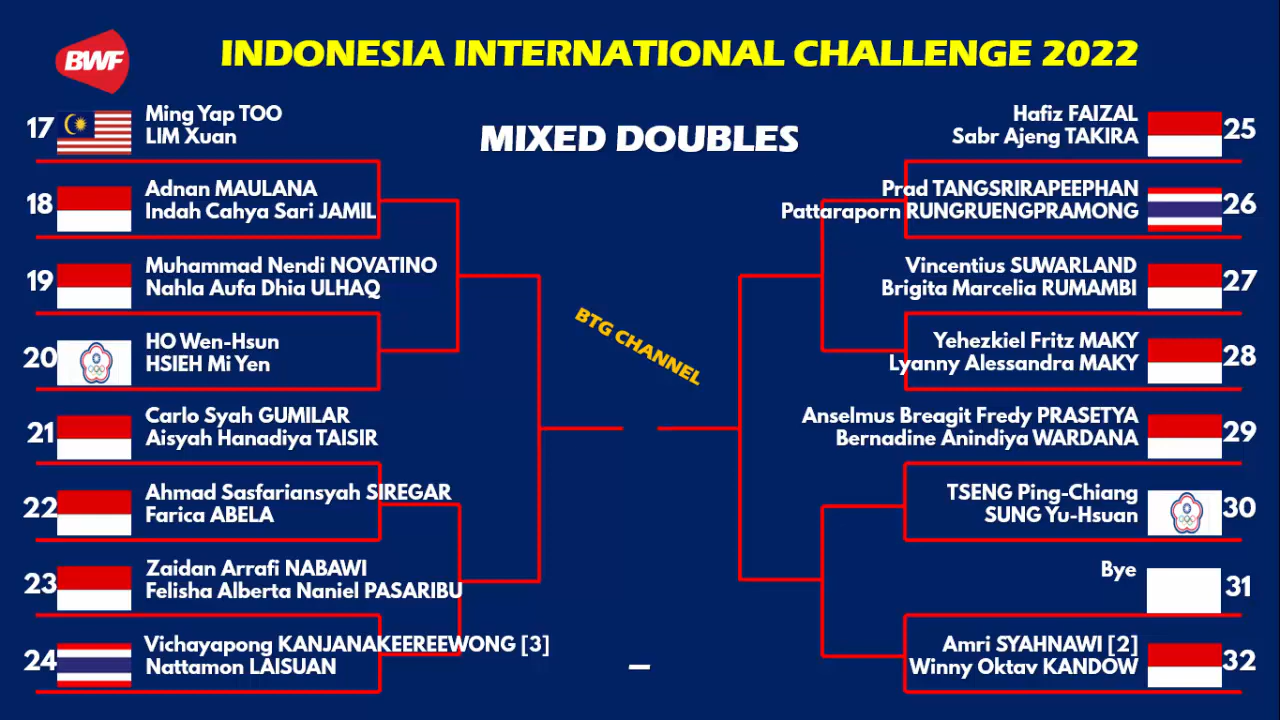 BWF
INDONESIA INTERNATIONAL CHALLENGE 2022
MIXED DOUBLES
17
Ming Yap TOO
LIM Xuan
18
Adnan MAULANA
Indah Cahya Sari JAMIL
19
Muhammad Nendi NOVATINO
Nahla Aufa Dhia ULHAQ
20
HO Wen-Hsun
HSIEH Mi Yen
21
Carlo Syah GUMILAR
Aisyah Hanadiya TAISIR
22
Ahmad Sasfariansyah SIREGAR
Farica ABELA
23
Zaidan Arrafi NABAWI
Felisha Alberta Naniel PASARIBU
24
Vichayapong KANJANAKEEREEWONG [3]
Nattamon LAISUAN
BTG CHANNEL
Hafiz FAIZAL
Sabr Ajeng TAKIRA
25
Prad TANGSRIRAPEEPHAN
Pattaraporn RUNGRUENGPRAMONG
26
Vincentius SUWARLAND
Brigita Marcelia RUMAMBI
27
Yehezkiel Fritz MAKY
Lyanny Alessandra MAKY
28
Anselmus Breagit Fredy PRASETYA
Bernadine Anindiya WARDANA
29
TSENG Ping-Chiang
SUNG Yu-Hsuan
30
Bye
31
Amri SYAHNAWI [2]
Winny Oktav KANDOW
32
–